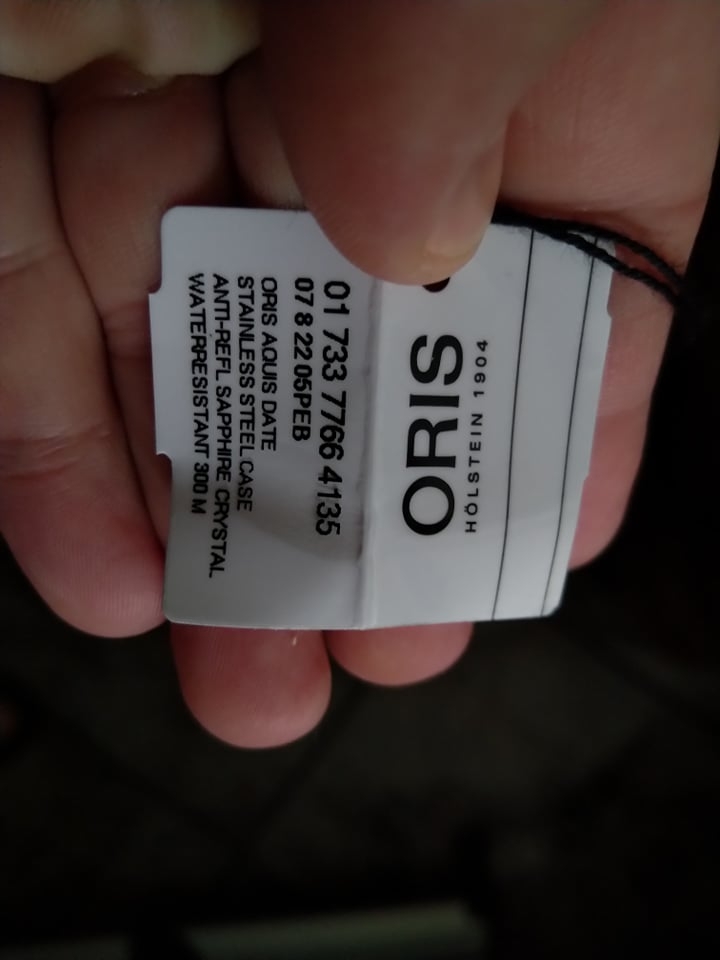 ORIS
HÖLSTEIN 1904
01 733 7766 4135
07 8 22 05PEB
ORIS AQUIS DATE
STAINLESS STEEL CASE
ANTI-REFL SAPPHIRE CRYSTAL
WATERRESISTANT 300 M